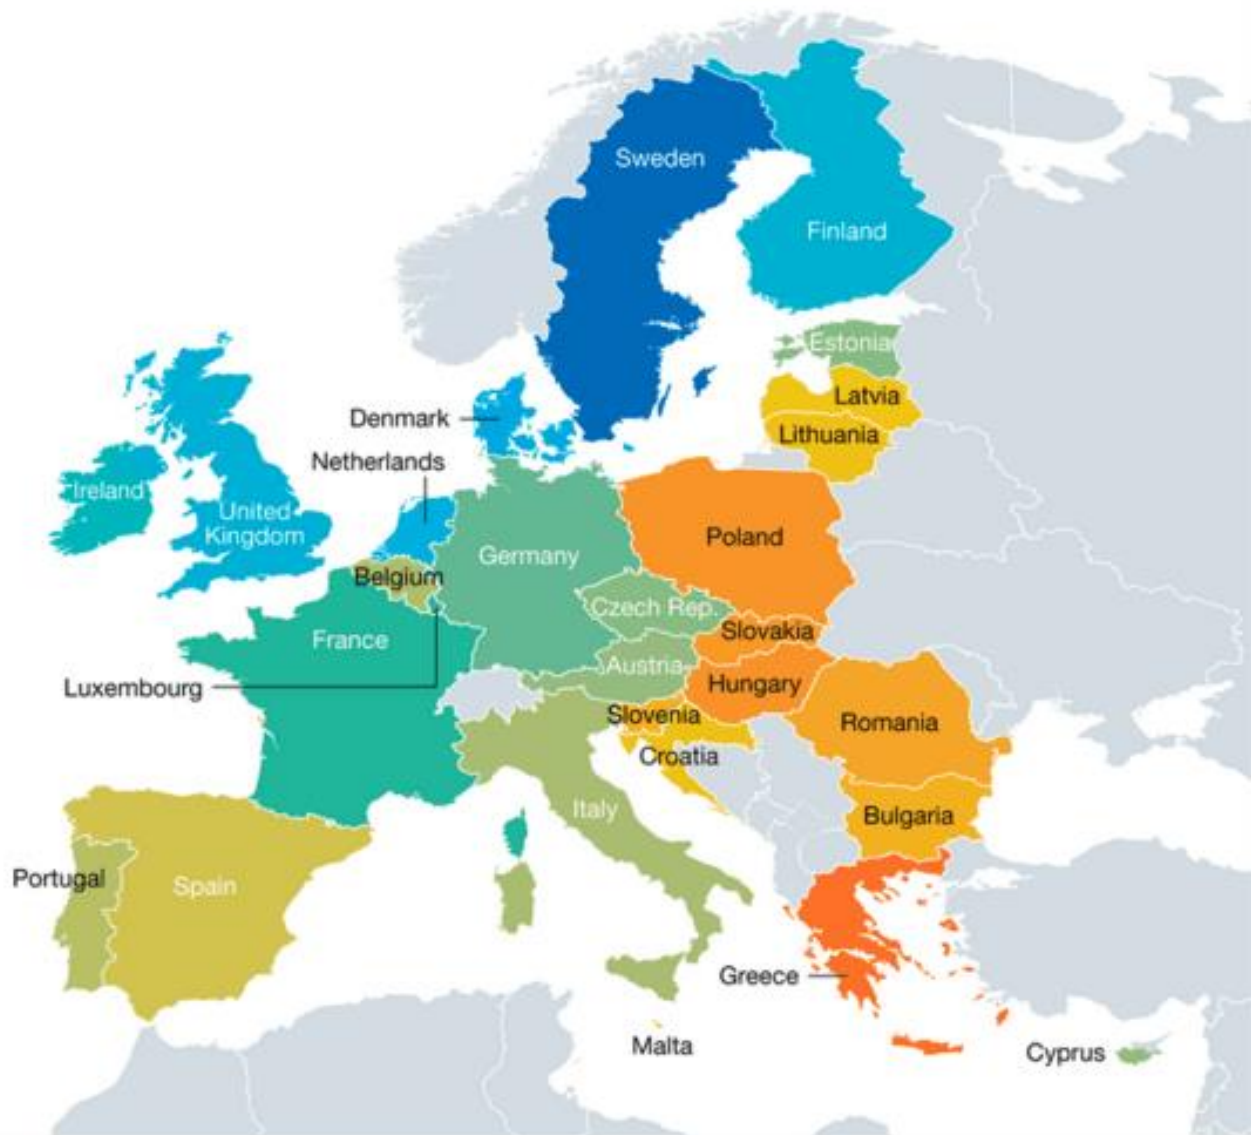 Sweden
Finland
Estonia
Latvia
Denmark
Lithuania
Netherlands
Ireland
United
Kingdom
Poland
Germany
Belgium
Czech Rep.
Slovakia
France
Austria
Luxembourg
Hungary
Slovenia
Romania
Croatia
Italy
Bulgaria
Portugal
Spain
Greece
Malta
Cyprus